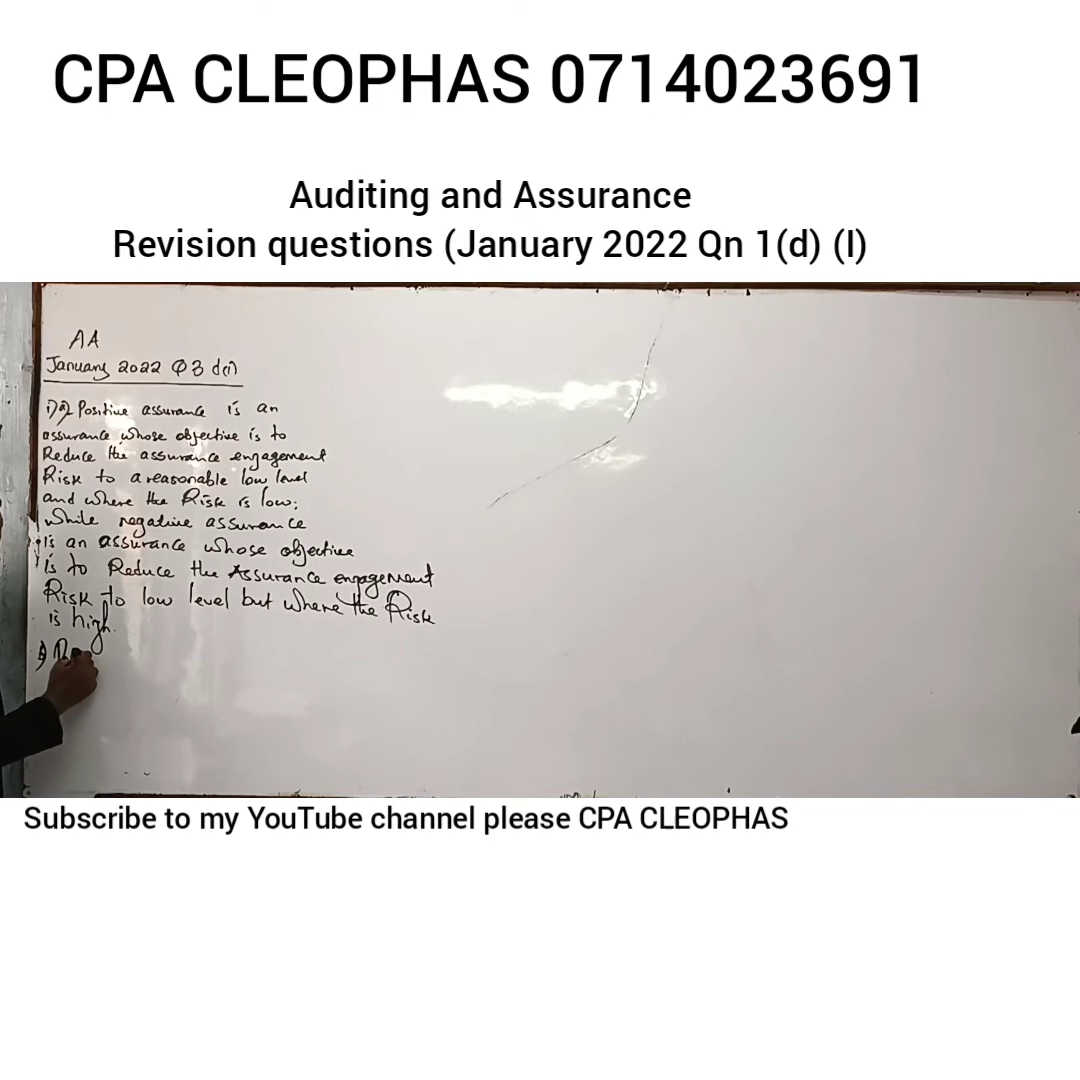 CPA CLEOPHAS 0714023691
Auditing and Assurance
Revision questions (January 2022 Qn 1(d) (I)
AA
January 2022 Q3 d(i)
i) a) Positive assurance is an
assurance whose objective is to
Reduce the assurance engagement
Risk to a reasonable low level
and where the Risk is low;
While negative assurance
is an assurance whose objective
is to Reduce the Assurance engagement
Risk to low level but where the Risk
is high.
Subscribe to my YouTube channel please CPA CLEOPHAS